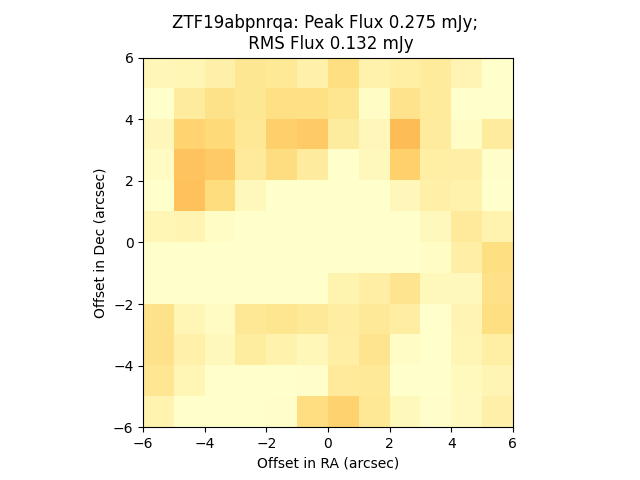 ZTF19abpnrqa: Peak Flux 0.275 mJy;
RMS Flux 0.132 mJy
6
4
2
0
−2
−4
−6
Offset in Dec (arcsec)
−6 −4 −2 0 2 4 6
Offset in RA (arcsec)